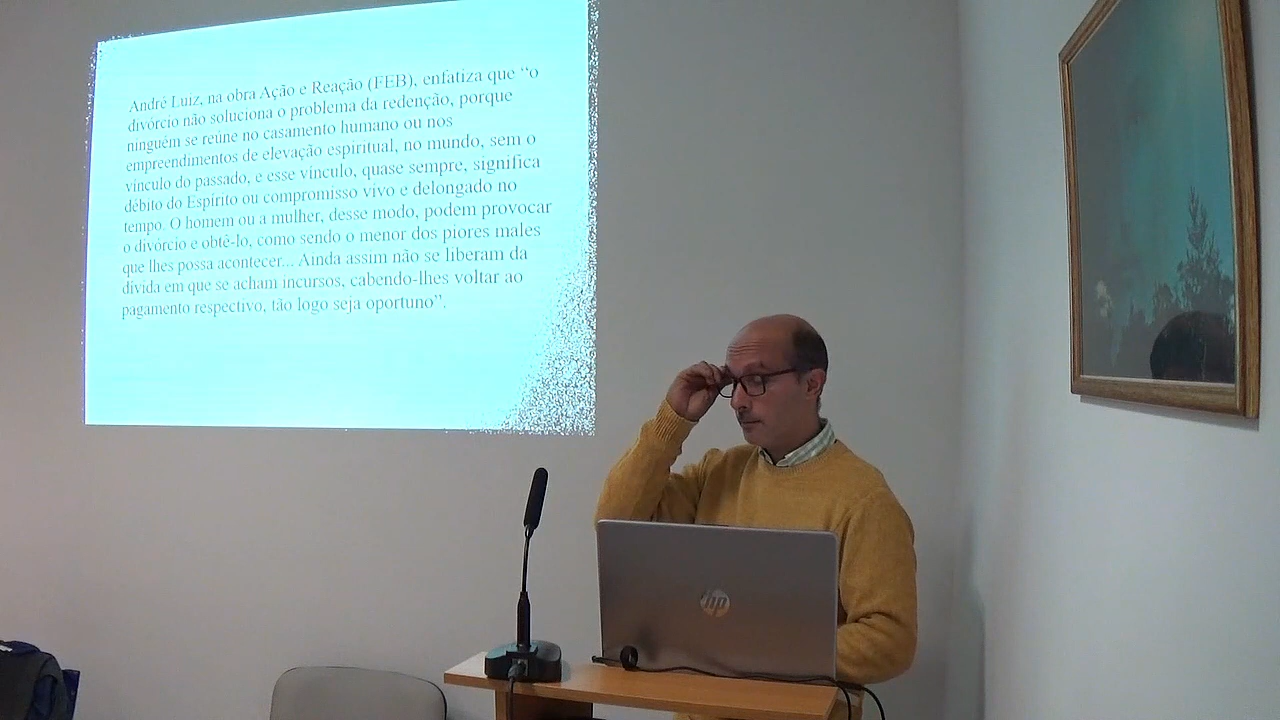 André Luiz, na obra Ação e Reação (FEB), enfatiza que “o
divórcio não soluciona o problema da redenção, porque
ninguém se reúne no casamento humano ou nos
empreendimentos de elevação espiritual, no mundo, sem o
vínculo do passado, e esse vínculo, quase sempre, significa
débito do Espírito ou compromisso vivo e delongado no
tempo. O homem ou a mulher, desse modo, podem provocar
o divórcio e obtê-lo, como sendo o menor dos piores males
que lhes possa acontecer... Ainda assim não se liberam da
dívida em que se acham incursos, cabendo-lhes voltar ao
pagamento respectivo, tão logo seja oportuno”.
hp